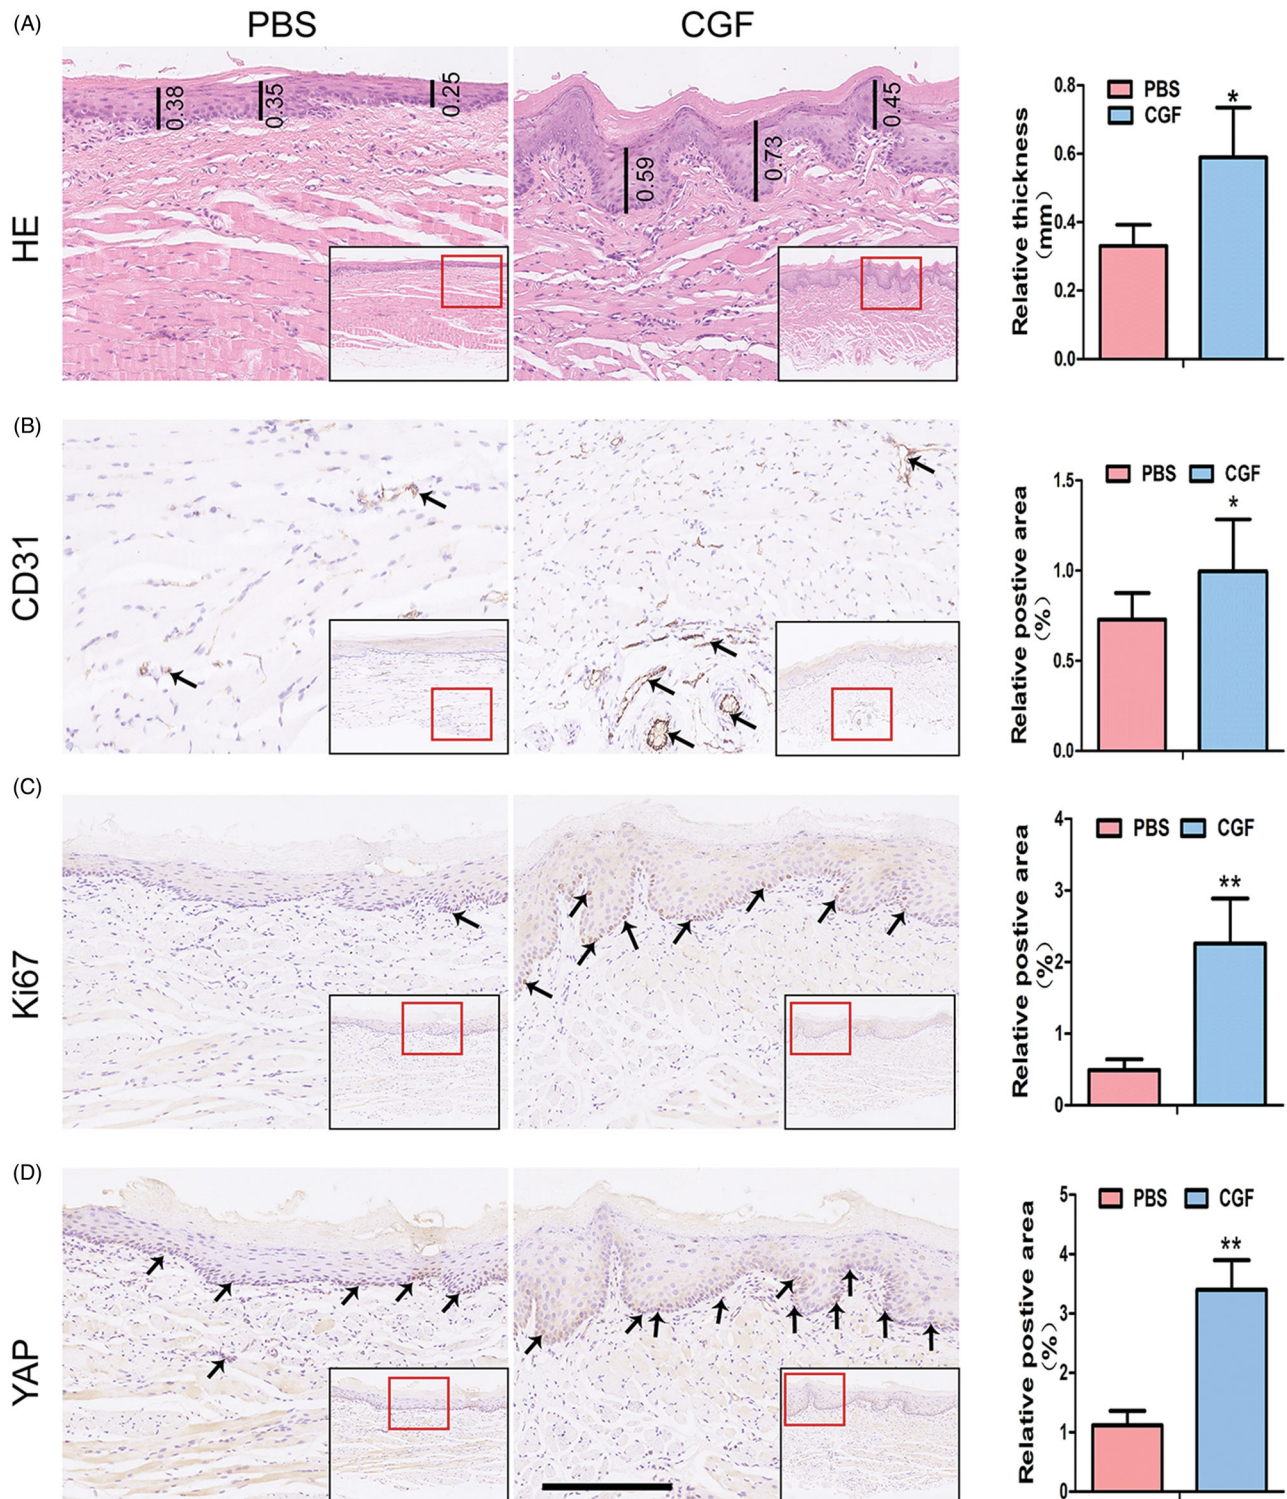 PBS CGF
(A)
HE
0.38
0.35
0.25
0.59
0.73
0.45
Relative thickness
(mm)
0.8
0.6
0.4
0.2
0.0
PBS
CGF
*
(B)
CD31
Relative postive area
(%)
1.5
1.0
0.5
0.0
PBS CGF
*
(C)
Ki67
Relative postive area
(%)
4
3
2
1
0
PBS CGF
**
(D)
YAP
Relative postive area
(%)
5
4
3
2
1
0
PBS CGF
**